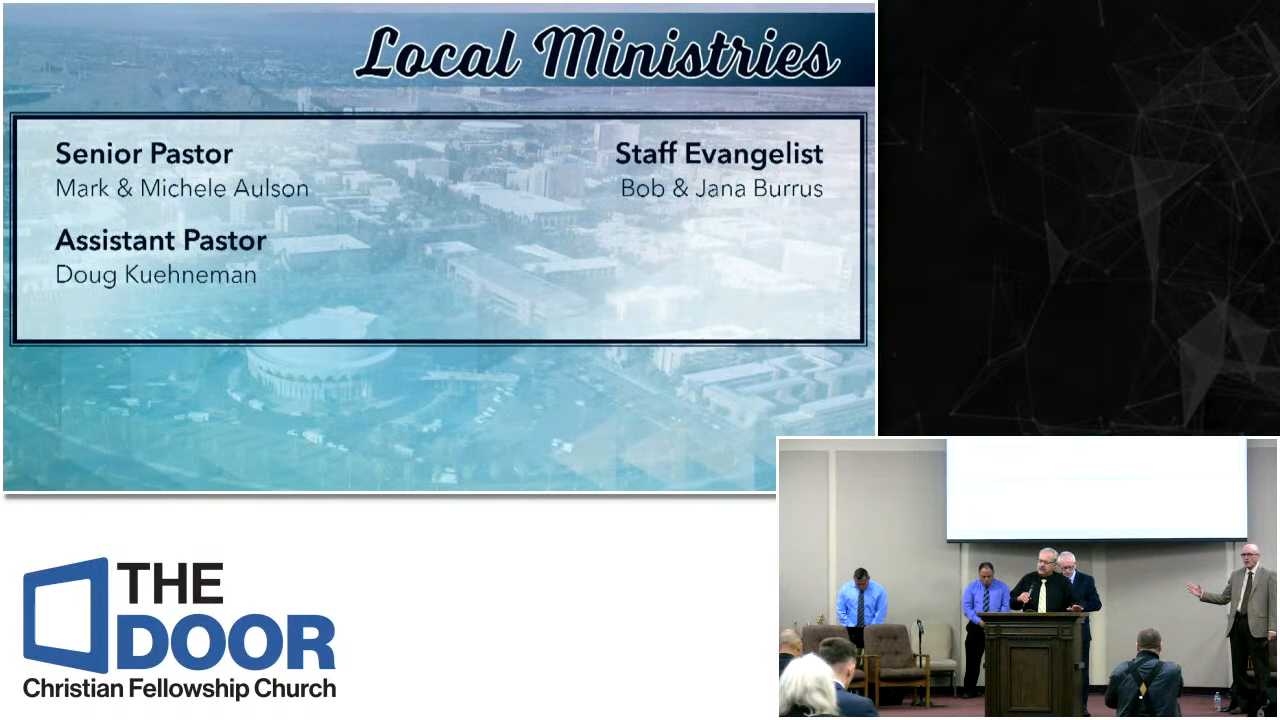 Local Ministries
Senior Pastor
Mark & Michele Aulson
Assistant Pastor
Doug Kuehneman
Staff Evangelist
Bob & Jana Burrus
THE
DOOR
Christian Fellowship Church